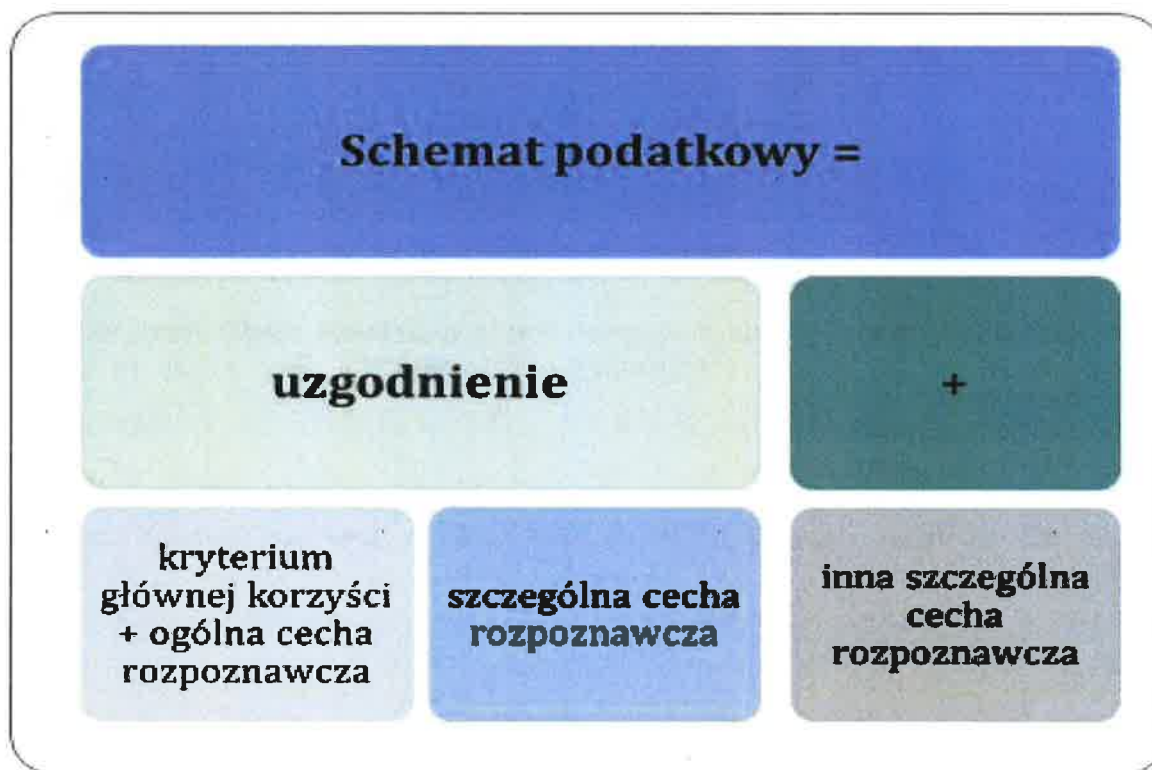 Schemat podatkowy =
uzgodnienie
+
kryterium
głównej korzyści
+ ogólna cecha
rozpoznawcza
szczególna cecha
rozpoznawcza
inna szczególna
cecha
rozpoznawcza